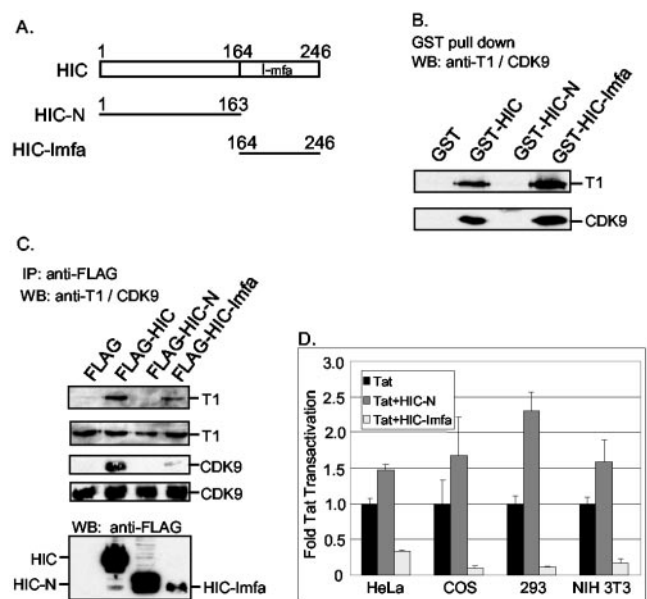 A.
1 164 246
HIC I-mfa
HIC-N 1 163
HIC-Imfa 164 246
B.
GST pull down
WB: anti-T1 / CDK9
GST GST-HIC GST-HIC-N GST-HIC-Imfa
T1
CDK9
C.
IP: anti-FLAG
WB: anti-T1 / CDK9
FLAG FLAG-HIC FLAG-HIC-N FLAG-HIC-Imfa
T1
T1
CDK9
CDK9
WB: anti-FLAG
HIC
HIC-N HIC-Imfa
D.
Fold Tat Transactivation
3.0
2.5
2.0
1.5
1.0
0.5
0
Tat
Tat+HIC-N
Tat+HIC-Imfa
HeLa COS 293 NIH 3T3